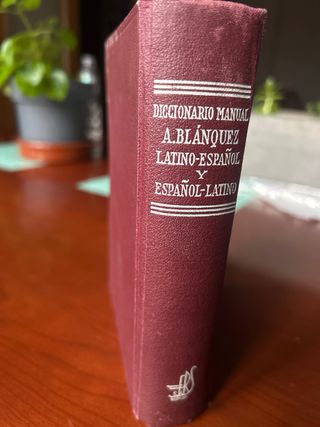 DICCIONARIO MANUAL
A.BLÁNQUEZ
LATINO-ESPAÑOL
Y
ESPAÑOL-LATINO